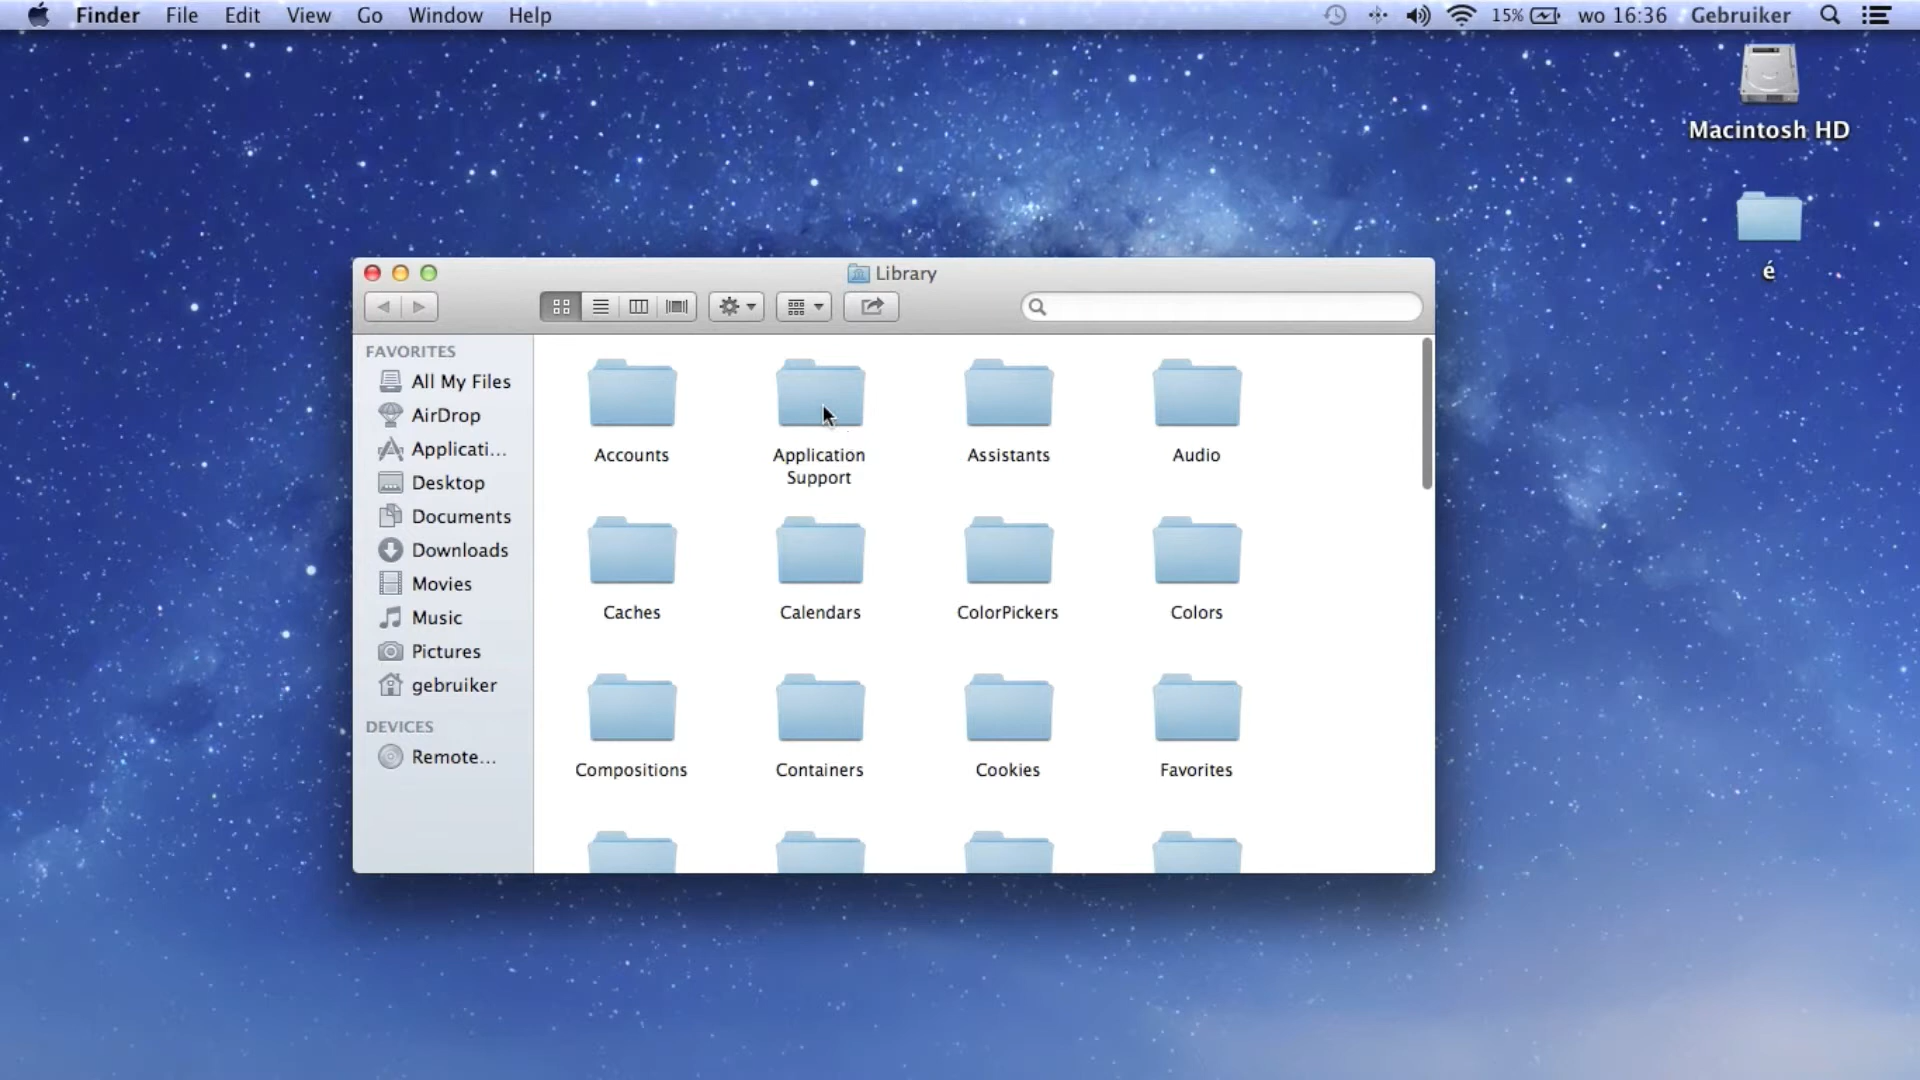 Finder File Edit View Go Window Help 15% wo 16:36 Gebruiker
Macintosh HD
é
Library
FAVORITES
All My Files
AirDrop
Applicati...
Desktop
Documents
Downloads
Movies
Music
Pictures
gebruiker
DEVICES
Remote...
Accounts
Application
Support
Assistants
Audio
Caches
Calendars
ColorPickers
Colors
Compositions
Containers
Cookies
Favorites